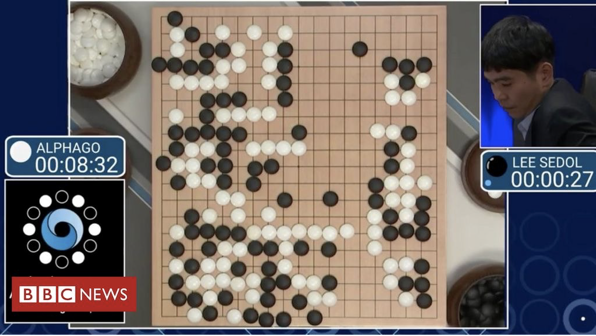 ALPHAGO
00:08:32
LEE SEDOL
00:00:27
BBC NEWS